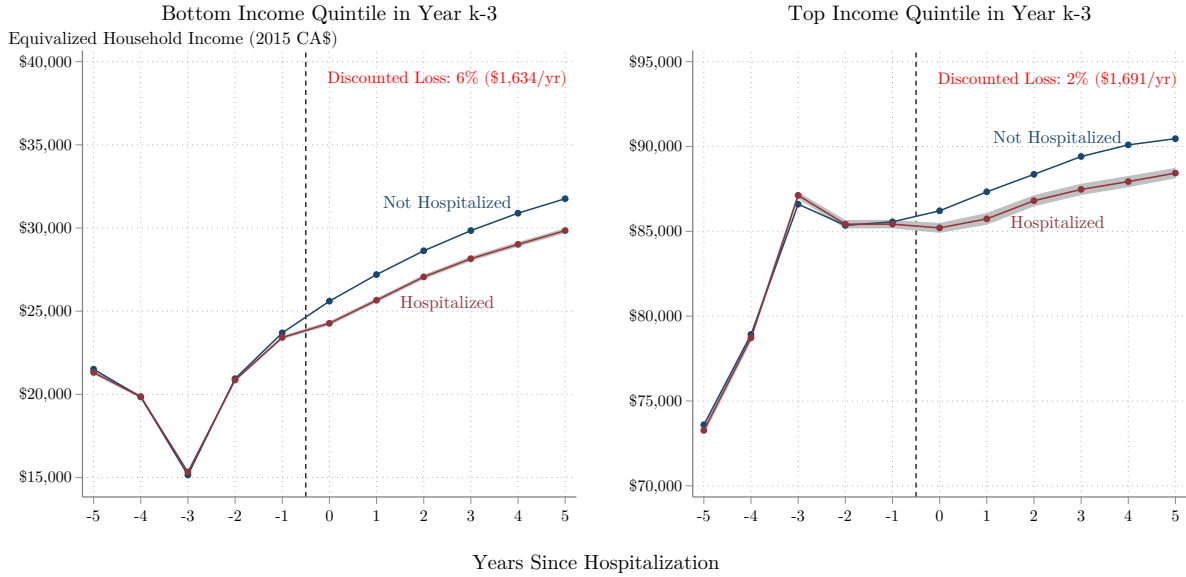 Bottom Income Quintile in Year k-3
Equivalized Household Income (2015 CA$)
$40,000
$35,000
$30,000
$25,000
$20,000
$15,000
Discounted Loss: 6% ($1,634/yr)
Not Hospitalized
Hospitalized
-5 -4 -3 -2 -1 0 1 2 3 4 5
Top Income Quintile in Year k-3
$95,000
$90,000
$85,000
$80,000
$75,000
$70,000
Discounted Loss: 2% ($1,691/yr)
Not Hospitalized
Hospitalized
-5 -4 -3 -2 -1 0 1 2 3 4 5
Years Since Hospitalization